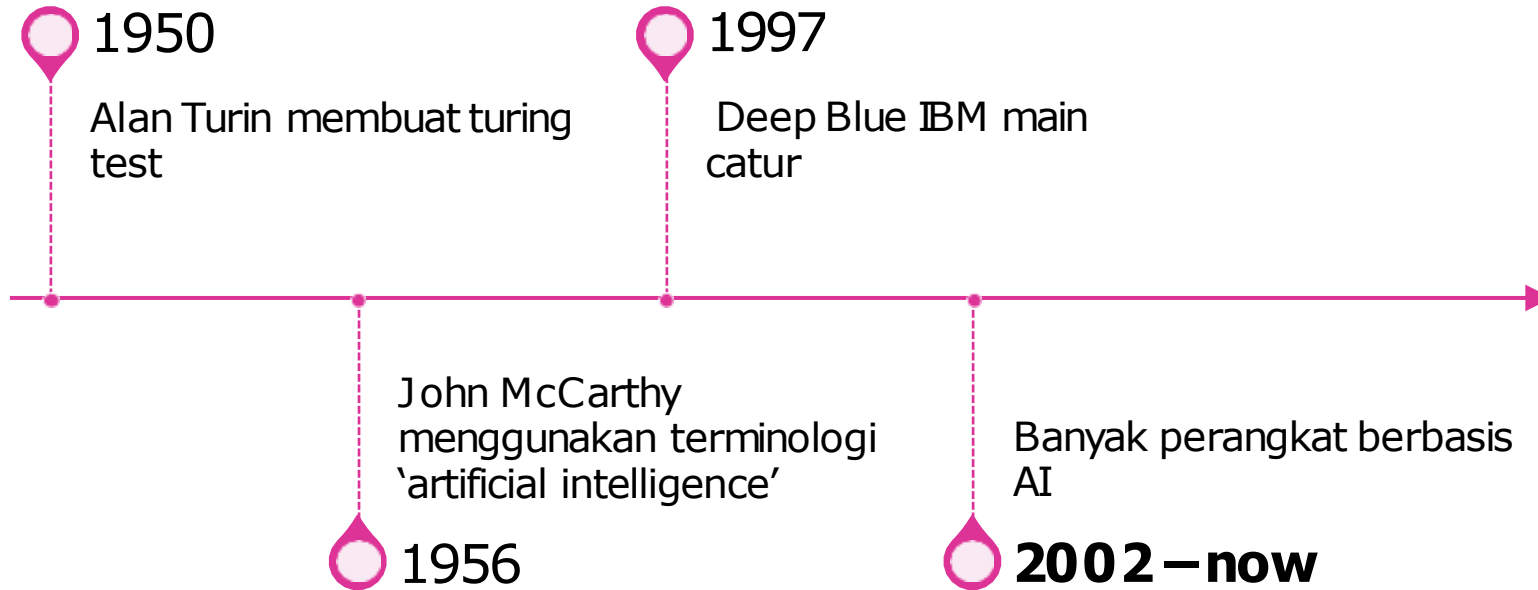 1950
Alan Turin membuat turing
test
1997
Deep Blue IBM main
catur
John McCarthy
menggunakan terminologi
‘artificial intelligence’
1956
Banyak perangkat berbasis
AI
2002 – now